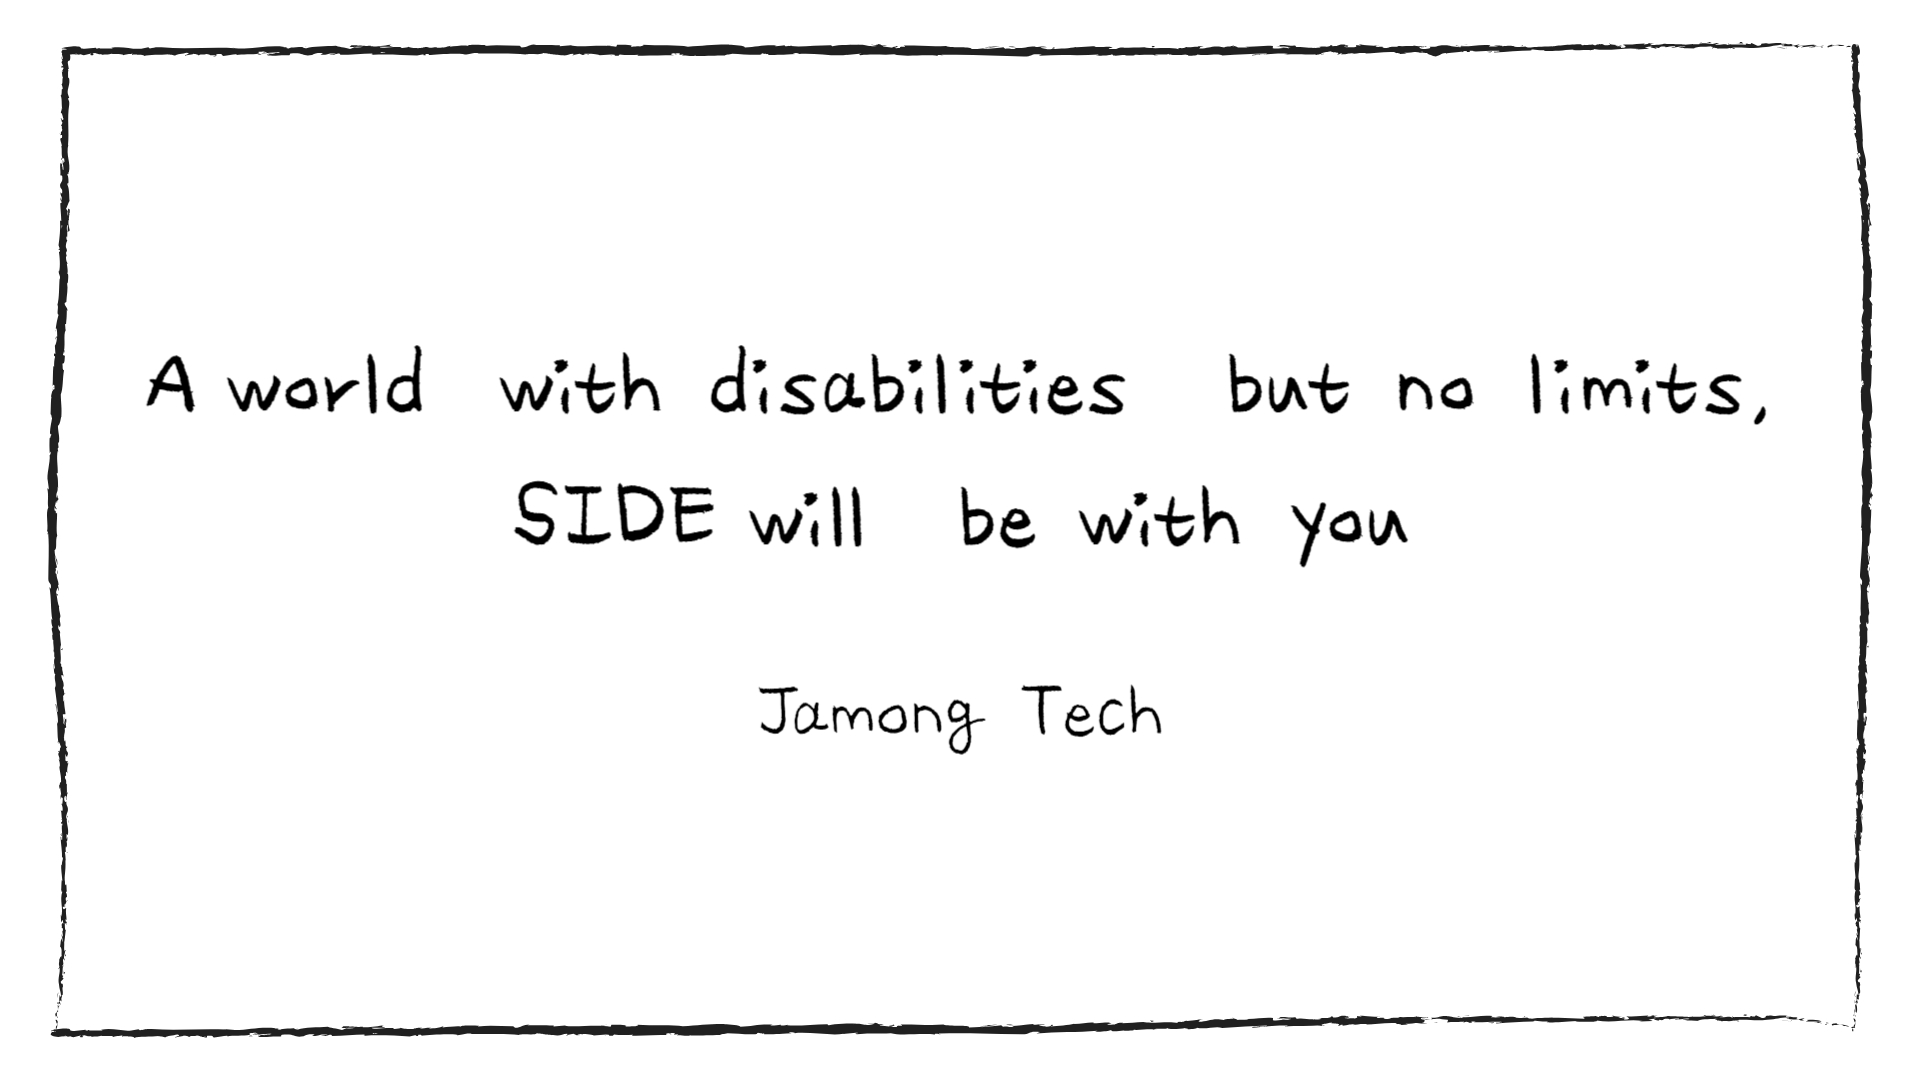 A world with disabilities but no limits,
SIDE will be with you
Jamong Tech